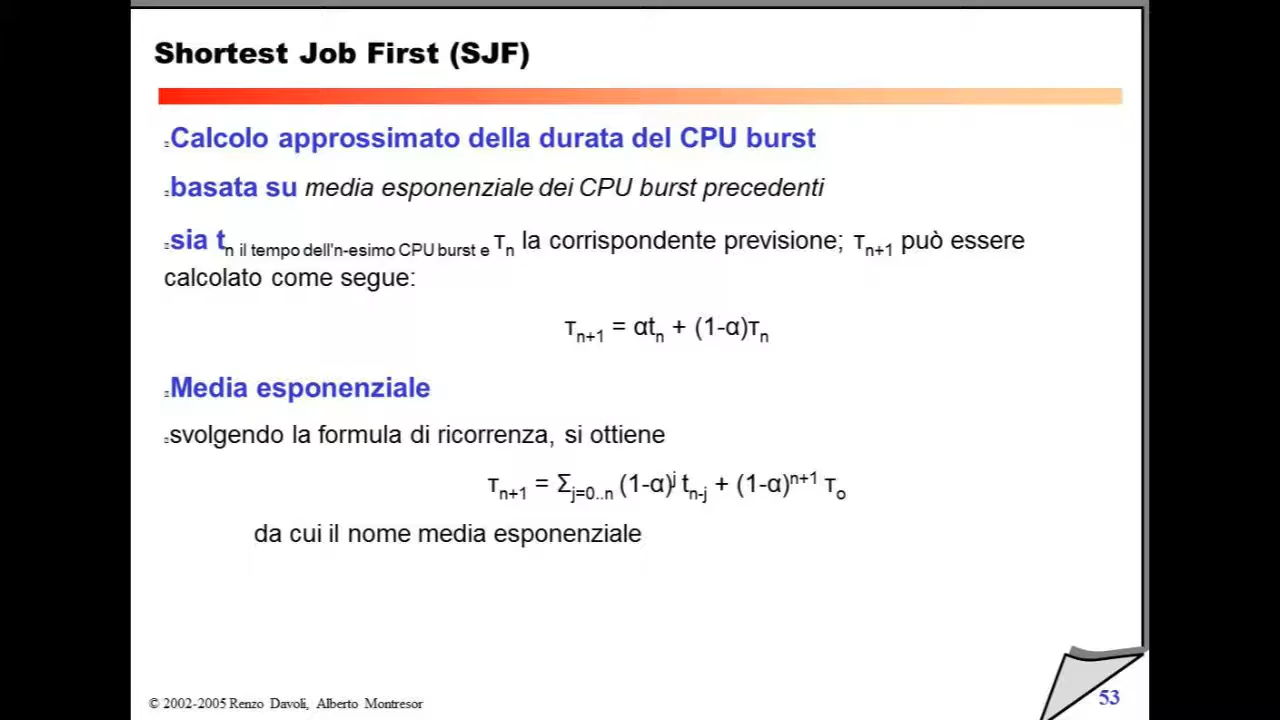 Shortest Job First (SJF)
Calcolo approssimato della durata del CPU burst
basata su media esponenziale dei CPU burst precedenti
sia tn il tempo dell'n-esimo CPU burst e τn la corrispondente previsione; τn+1 può essere
calcolato come segue:
τn+1 = αtn + (1-α)τn
Media esponenziale
svolgendo la formula di ricorrenza, si ottiene
τn+1 = Σj=0..n (1-α)j tn-j + (1-α)n+1 τo
da cui il nome media esponenziale
© 2002-2005 Renzo Davoli, Alberto Montresor
53